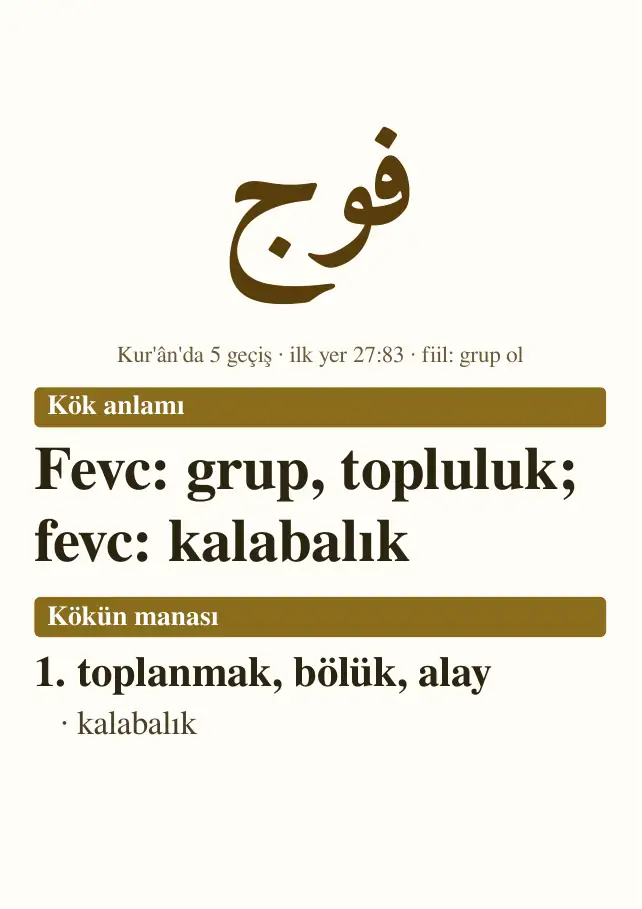 فوج
Kur'ân'da 5 geçiş · ilk yer 27:83 · fiil: grup ol
Kök anlamı
Fevc: grup, topluluk;
fevc: kalabalık
Kökün manası
1. toplanmak, bölük, alay
· kalabalık